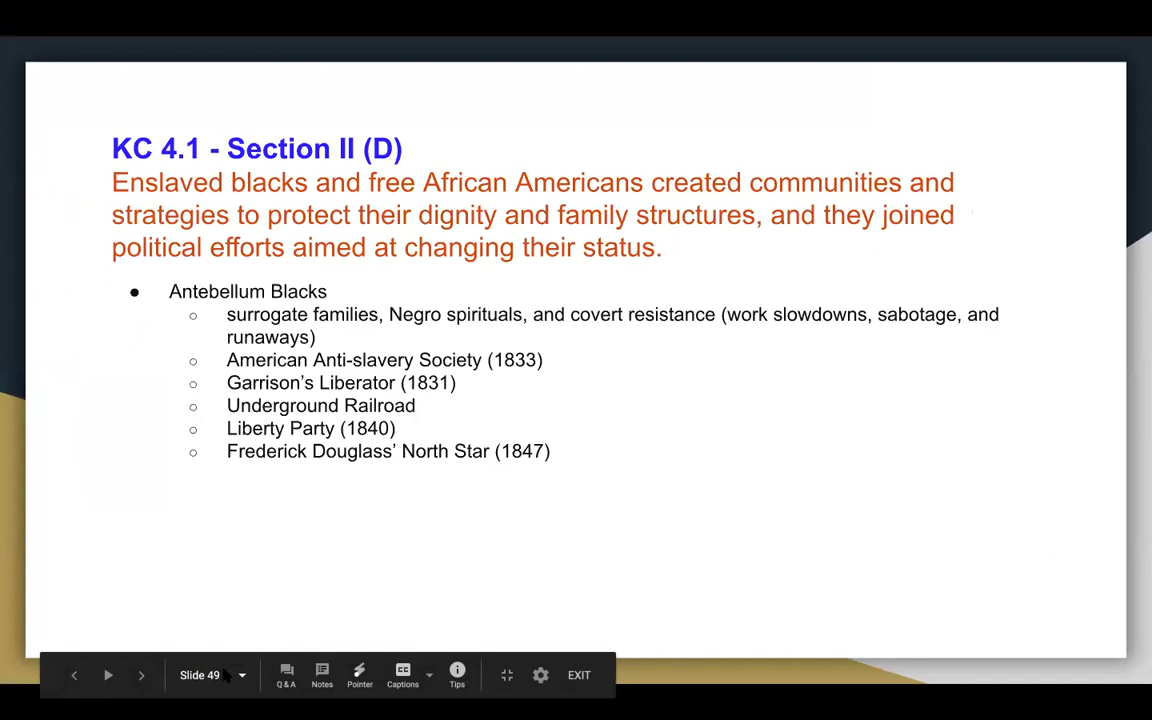 KC 4.1 - Section II (D)
Enslaved blacks and free African Americans created communities and
strategies to protect their dignity and family structures, and they joined
political efforts aimed at changing their status.
● Antebellum Blacks
○ surrogate families, Negro spirituals, and covert resistance (work slowdowns, sabotage, and
runaways)
○ American Anti-slavery Society (1833)
○ Garrison’s Liberator (1831)
○ Underground Railroad
○ Liberty Party (1840)
○ Frederick Douglass’ North Star (1847)
Slide 49 Q & A Notes Pointer CC Captions Tips EXIT